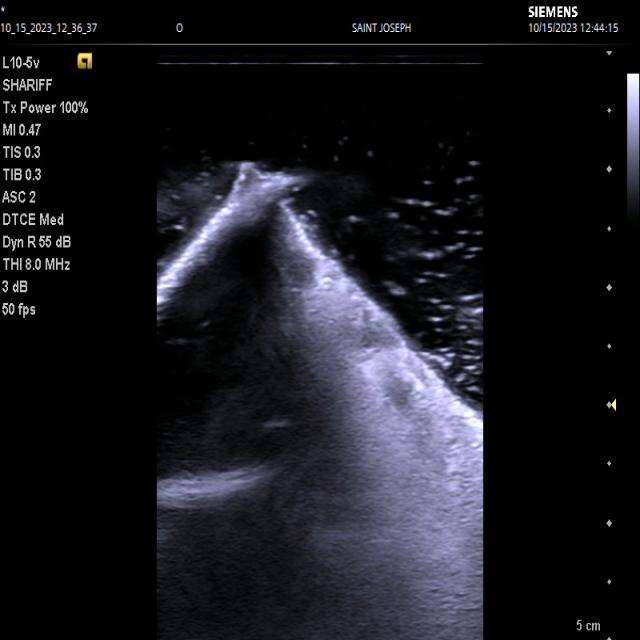 *
SIEMENS
10_15_2023_12_36_37 O SAINT JOSEPH 10/15/2023 12:44:15
L10-5v
SHARIFF
Tx Power 100%
MI 0.47
TIS 0.3
TIB 0.3
ASC 2
DTCE Med
Dyn R 55 dB
THI 8.0 MHz
3 dB
50 fps
5 cm